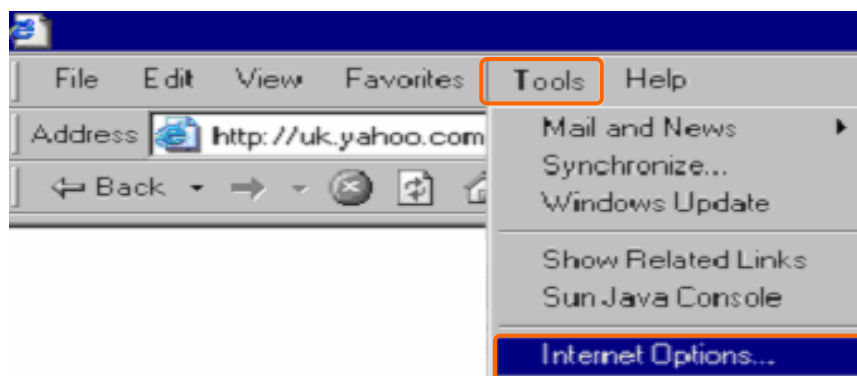 File Edit View Favorites Tools Help
Address http://uk.yahoo.com
Back
Mail and News
Synchronize...
Windows Update
Show Related Links
Sun Java Console
Internet Options...